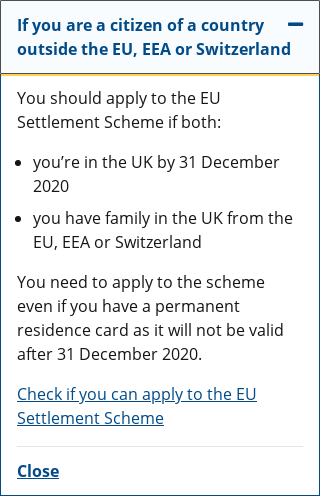 If you are a citizen of a country
outside the EU, EEA or Switzerland
You should apply to the EU
Settlement Scheme if both:
you’re in the UK by 31 December
2020
you have family in the UK from the
EU, EEA or Switzerland
You need to apply to the scheme
even if you have a permanent
residence card as it will not be valid
after 31 December 2020.
Check if you can apply to the EU
Settlement Scheme
Close